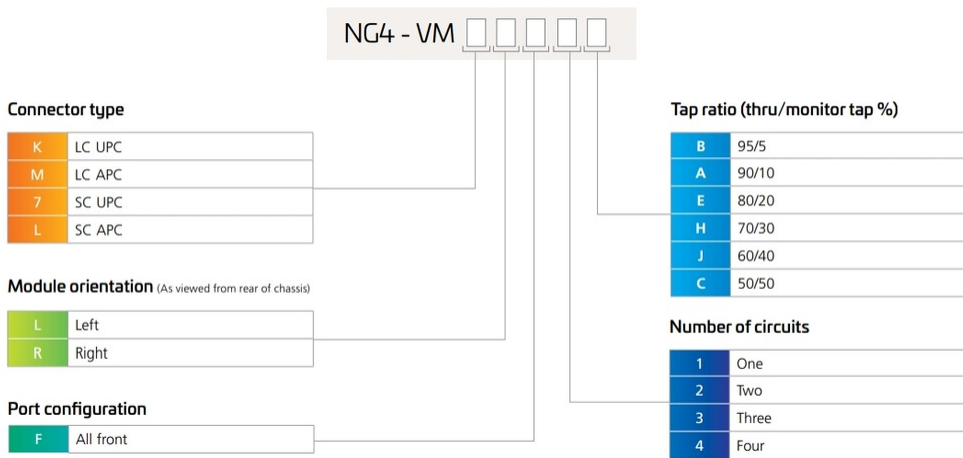 NG4 - VM
Connector type
K LC UPC
M LC APC
7 SC UPC
L SC APC
Module orientation (As viewed from rear of chassis)
L Left
R Right
Port configuration
F All front
Tap ratio (thru/monitor tap %)
B 95/5
A 90/10
E 80/20
H 70/30
J 60/40
C 50/50
Number of circuits
1 One
2 Two
3 Three
4 Four